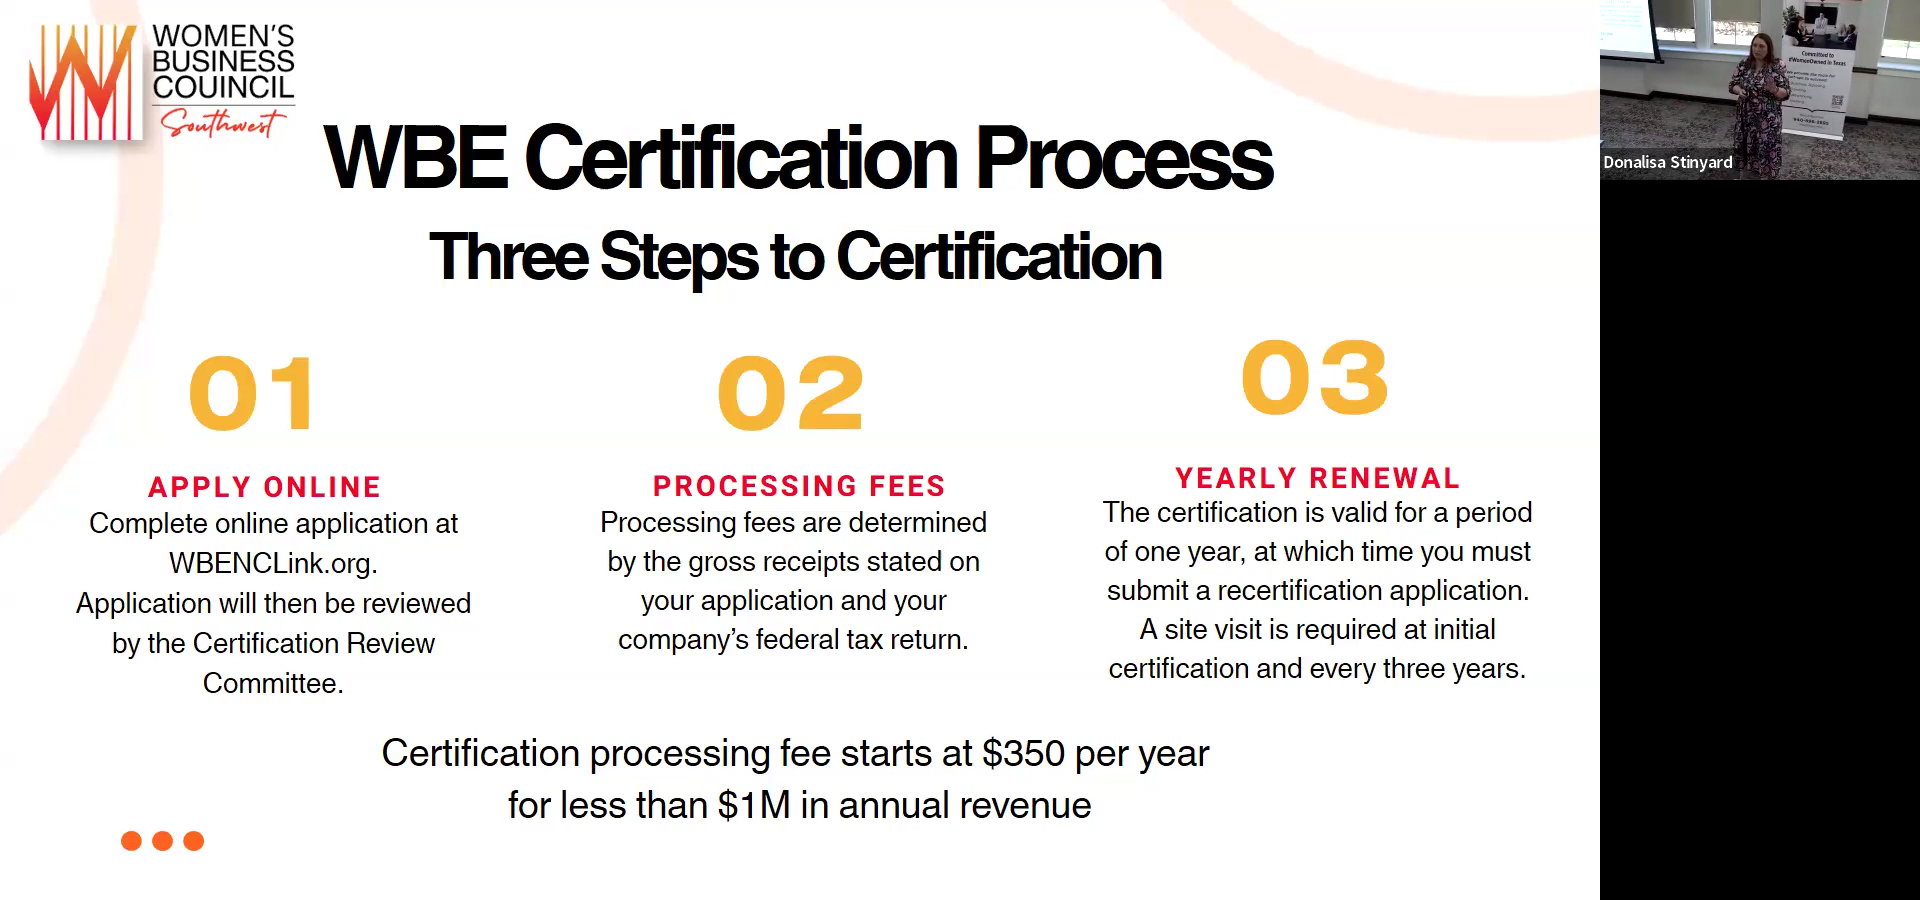 WOMEN'S
BUSINESS
COUNCIL
Southwest
WBE Certification Process
Three Steps to Certification
01
APPLY ONLINE
Complete online application at
WBENCLink.org.
Application will then be reviewed
by the Certification Review
Committee.
02
PROCESSING FEES
Processing fees are determined
by the gross receipts stated on
your application and your
company’s federal tax return.
03
YEARLY RENEWAL
The certification is valid for a period
of one year, at which time you must
submit a recertification application.
A site visit is required at initial
certification and every three years.
Certification processing fee starts at $350 per year
for less than $1M in annual revenue
Committed to
#WomenOwned in Texas
Donalisa Stinyard